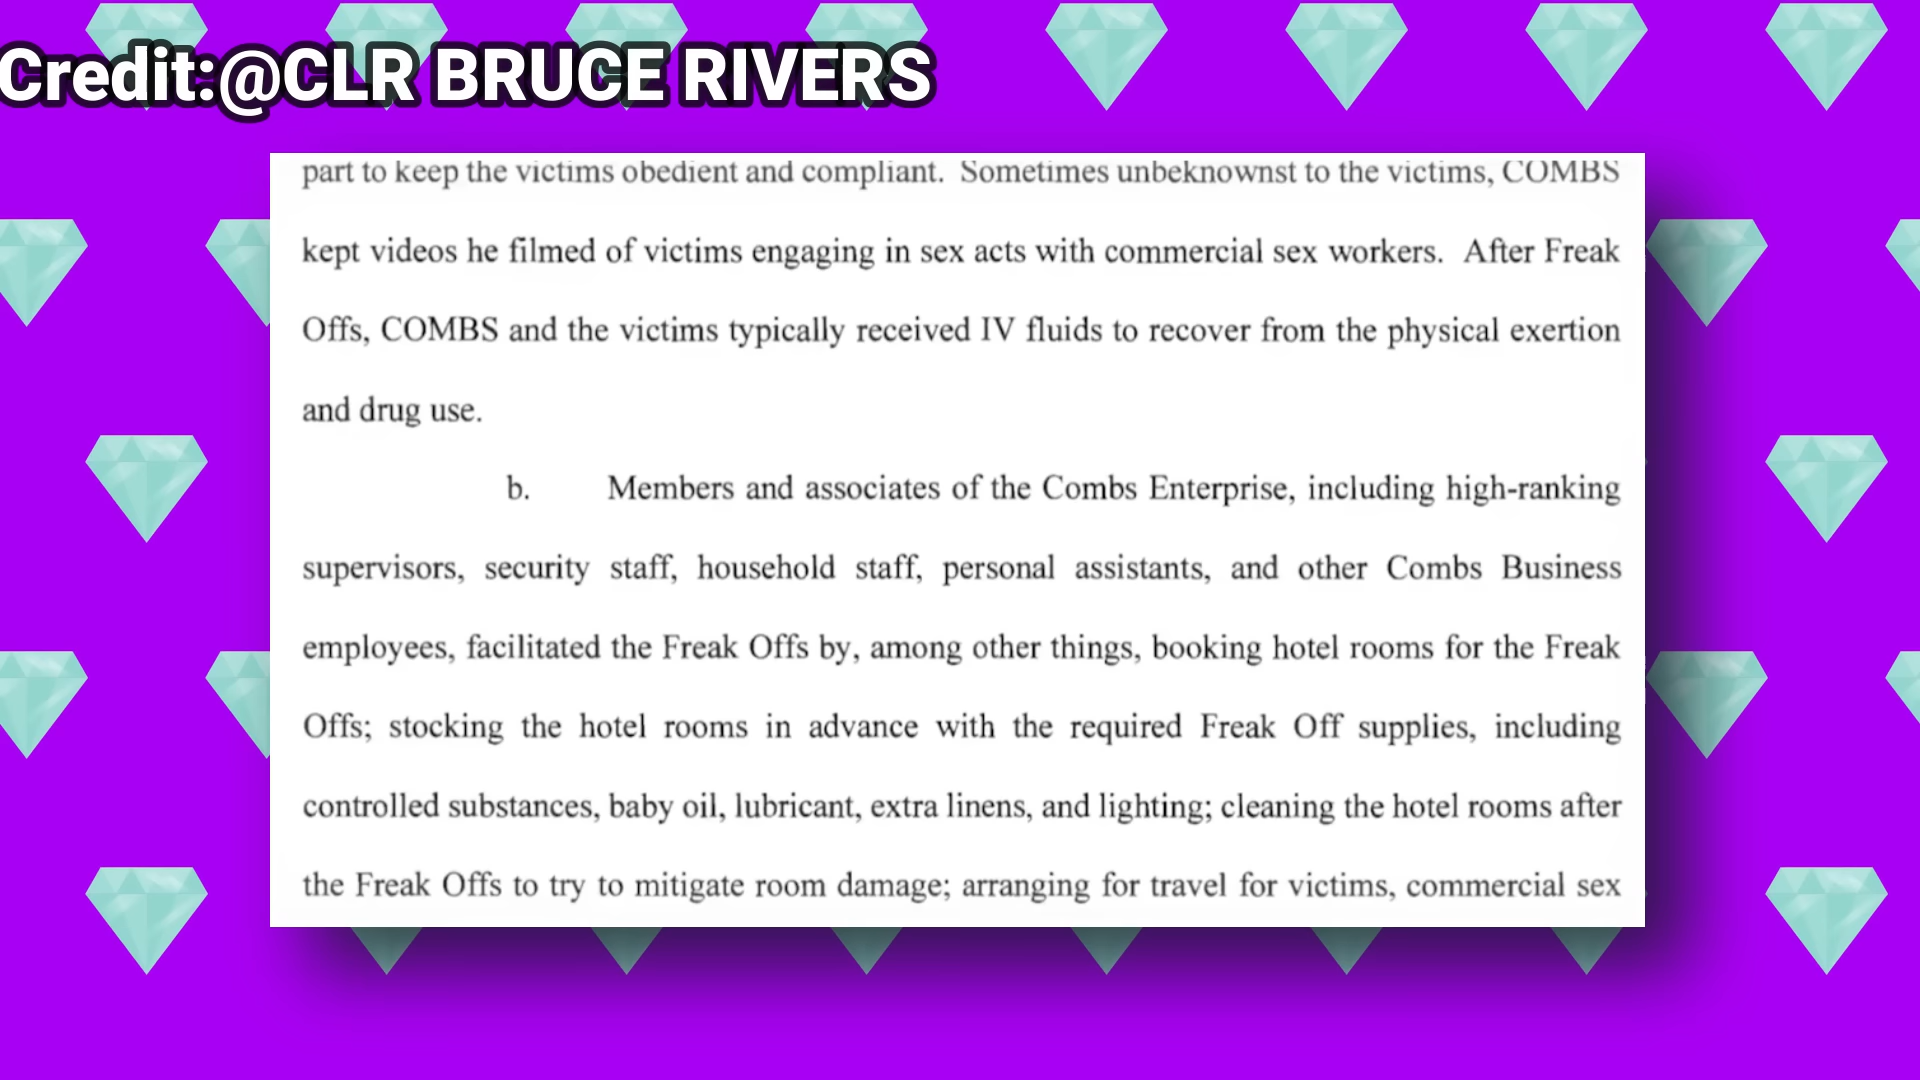 Credit:@CLR BRUCE RIVERS
part to keep the victims obedient and compliant. Sometimes unbeknownst to the victims, COMBS
kept videos he filmed of victims engaging in sex acts with commercial sex workers. After Freak
Offs, COMBS and the victims typically received IV fluids to recover from the physical exertion
and drug use.
b. Members and associates of the Combs Enterprise, including high-ranking
supervisors, security staff, household staff, personal assistants, and other Combs Business
employees, facilitated the Freak Offs by, among other things, booking hotel rooms for the Freak
Offs; stocking the hotel rooms in advance with the required Freak Off supplies, including
controlled substances, baby oil, lubricant, extra linens, and lighting; cleaning the hotel rooms after
the Freak Offs to try to mitigate room damage; arranging for travel for victims, commercial sex